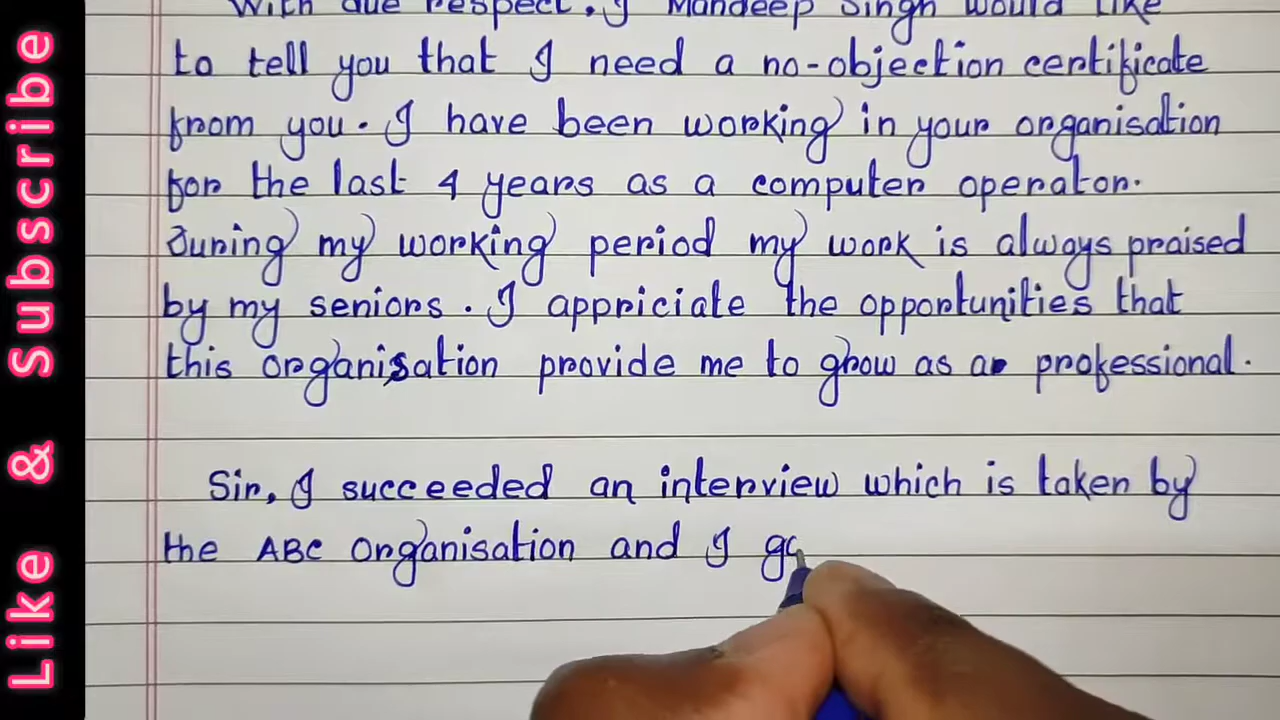 Like & Subscribe
With due respect, I Mandeep Singh would like
to tell you that I need a no-objection certificate
from you. I have been working in your organisation
for the last 4 years as a computer operator.
During my working period my work is always praised
by my seniors. I appriciate the opportunities that
this organisation provide me to grow as a professional.
Sir, I succeeded an interview which is taken by
the ABC organisation and I go